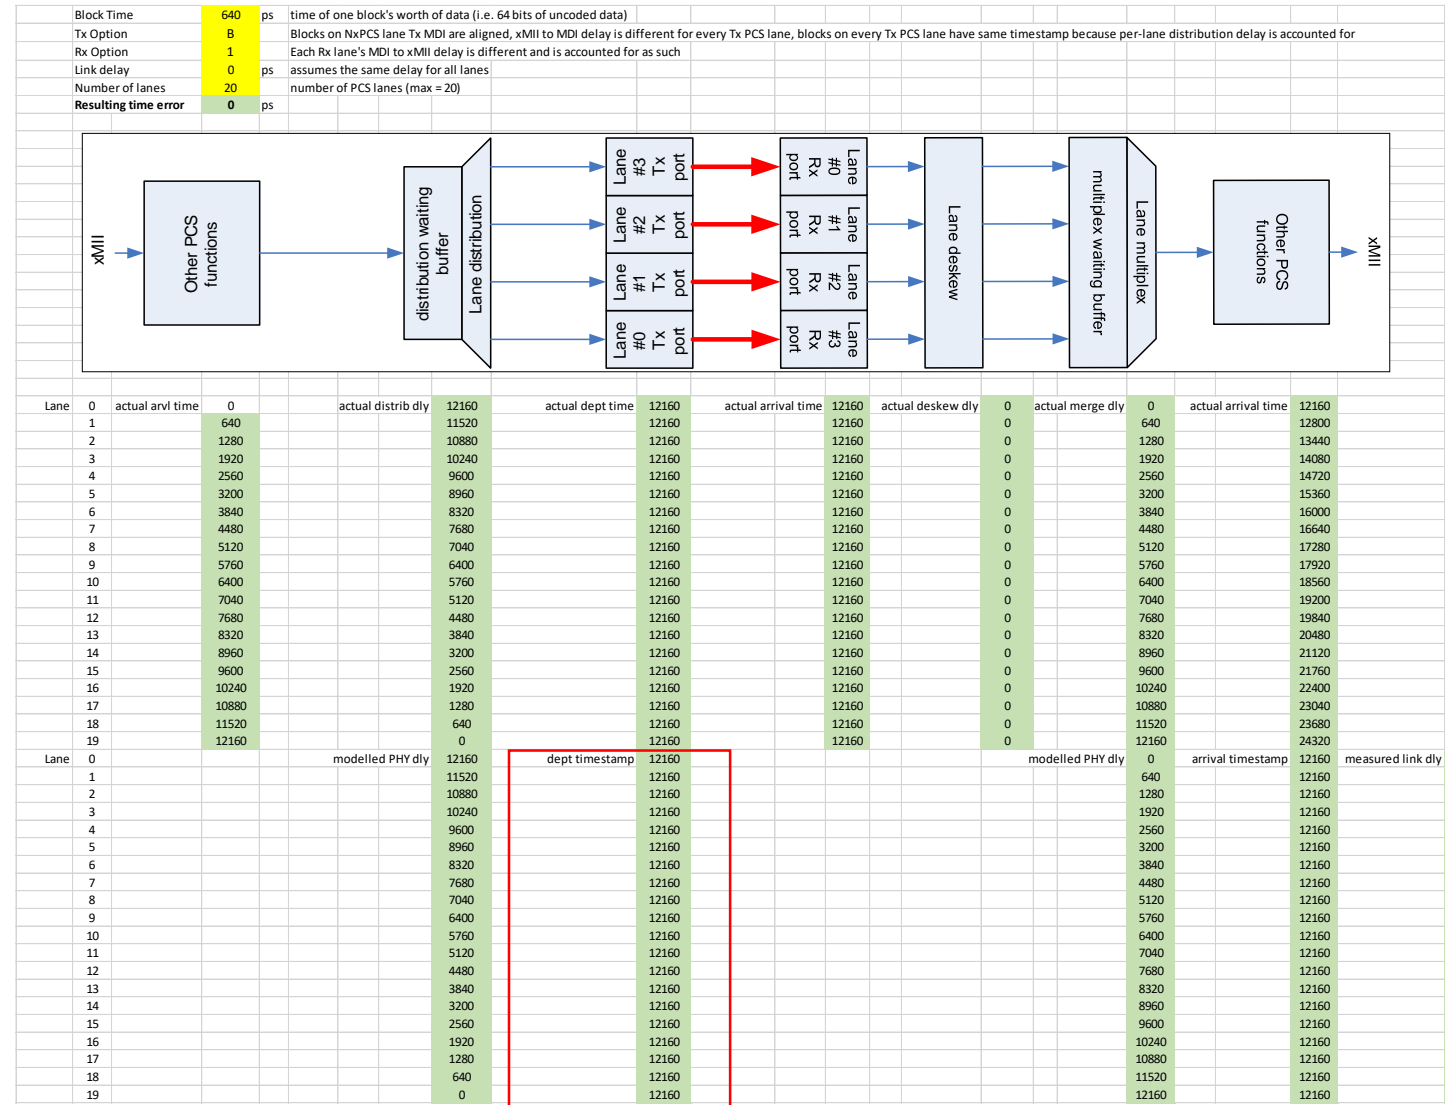 Block Time 640 ps time of one block's worth of data (i.e. 64 bits of uncoded data)
Tx Option B Blocks on NxPCS lane Tx MDI are aligned, xMII to MDI delay is different for every Tx PCS lane, blocks on every Tx PCS lane have same timestamp because per-lane distribution delay is accounted for
Rx Option 1 Each Rx lane's MDI to xMII delay is different and is accounted for as such
Link delay 0 ps assumes the same delay for all lanes
Number of lanes 20 number of PCS lanes (max = 20)
Resulting time error 0 ps
xMII
Other PCS functions
distribution waiting buffer
Lane distribution
Lane #3 Tx port
Lane #2 Tx port
Lane #1 Tx port
Lane #0 Tx port
Lane #0 Rx port
Lane #1 Rx port
Lane #2 Rx port
Lane #3 Rx port
Lane deskew
multiplex waiting buffer
Lane multiplex
Other PCS functions
xMII
Lane 0 actual arvl time 0 actual distrib dly 12160 actual dept time 12160 actual arrival time 12160 actual deskew dly 0 actual merge dly 0 actual arrival time 12160
1 640 11520 12160 12160 0 640 12800
2 1280 10880 12160 12160 0 1280 13440
3 1920 10240 12160 12160 0 1920 14080
4 2560 9600 12160 12160 0 2560 14720
5 3200 8960 12160 12160 0 3200 15360
6 3840 8320 12160 12160 0 3840 16000
7 4480 7680 12160 12160 0 4480 16640
8 5120 7040 12160 12160 0 5120 17280
9 5760 6400 12160 12160 0 5760 17920
10 6400 5760 12160 12160 0 6400 18560
11 7040 5120 12160 12160 0 7040 19200
12 7680 4480 12160 12160 0 7680 19840
13 8320 3840 12160 12160 0 8320 20480
14 8960 3200 12160 12160 0 8960 21120
15 9600 2560 12160 12160 0 9600 21760
16 10240 1920 12160 12160 0 10240 22400
17 10880 1280 12160 12160 0 10880 23040
18 11520 640 12160 12160 0 11520 23680
19 12160 0 12160 12160 0 12160 24320
Lane 0 modelled PHY dly 12160 dept timestamp 12160 modelled PHY dly 0 arrival timestamp 12160 measured link dly
1 11520 12160 640 12160
2 10880 12160 1280 12160
3 10240 12160 1920 12160
4 9600 12160 2560 12160
5 8960 12160 3200 12160
6 8320 12160 3840 12160
7 7680 12160 4480 12160
8 7040 12160 5120 12160
9 6400 12160 5760 12160
10 5760 12160 6400 12160
11 5120 12160 7040 12160
12 4480 12160 7680 12160
13 3840 12160 8320 12160
14 3200 12160 8960 12160
15 2560 12160 9600 12160
16 1920 12160 10240 12160
17 1280 12160 10880 12160
18 640 12160 11520 12160
19 0 12160 12160 12160